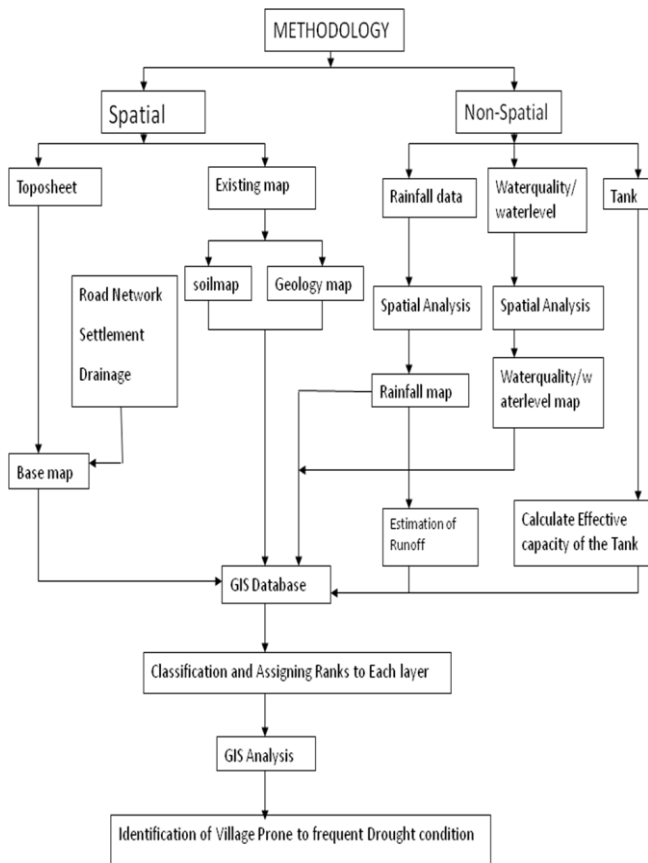 METHODOLOGY
Spatial
Non-Spatial
Toposheet
Existing map
Rainfall data
Waterquality/
waterlevel
Tank
soilmap
Geology map
Road Network
Settlement
Drainage
Spatial Analysis
Spatial Analysis
Rainfall map
Waterquality/w
aterlevel map
Base map
Estimation of
Runoff
Calculate Effective
capacity of the Tank
GIS Database
Classification and Assigning Ranks to Each layer
GIS Analysis
Identification of Village Prone to frequent Drought condition